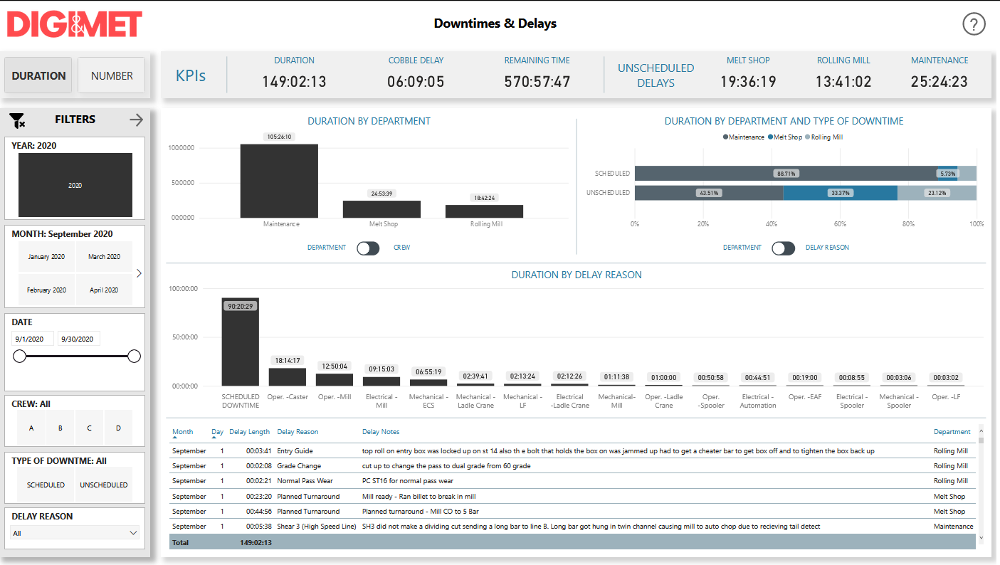 DIGI&MET
Downtimes & Delays
?
DURATION NUMBER
KPIs
DURATION COBBLE DELAY REMAINING TIME
149:02:13 06:09:05 570:57:47
UNSCHEDULED
DELAYS
MELT SHOP ROLLING MILL MAINTENANCE
19:36:19 13:41:02 25:24:23
FILTERS
YEAR: 2020
2020
MONTH: September 2020
January 2020 March 2020
February 2020 April 2020
DATE
9/1/2020 9/30/2020
CREW: All
A B C D
TYPE OF DOWNTME: All
SCHEDULED UNSCHEDULED
DELAY REASON
All
DURATION BY DEPARTMENT
100:00:00
50:00:00
00:00:00
105:26:10 24:53:39 18:42:24
Maintenance Melt Shop Rolling Mill
DEPARTMENT CREW
DURATION BY DEPARTMENT AND TYPE OF DOWNTIME
Maintenance Melt Shop Rolling Mill
SCHEDULED 88.71% 5.73%
UNSCHEDULED 43.51% 33.37% 23.12%
0% 20% 40% 60% 80% 100%
DEPARTMENT DELAY REASON
DURATION BY DELAY REASON
100:00:00
50:00:00
00:00:00
90:20:29 18:14:17 12:50:04 09:15:03 06:55:19 02:39:41 02:13:24 02:12:26 01:11:38 01:00:00 00:50:58 00:44:51 00:19:00 00:08:55 00:03:06 00:03:02
SCHEDULED Oper. -Caster Oper. -Mill Electrical - Mechanical - Mechanical - Mechanical - Electrical Mechanical- Oper. -Ladle Oper. Electrical - Oper. -EAF Electrical - Mechanical - Oper. -LF
DOWNTIME Mill ECS Ladle Crane LF -Ladle Crane Mill Crane -Spooler Automation Spooler Spooler
Month Day Delay Length Delay Reason Delay Notes Department
September 1 00:03:41 Entry Guide top roll on entry box was locked up on st 14 also th e bolt that holds the box on was jammed up had to get a cheater bar to get box off and to tighten the box back up Rolling Mill
September 1 00:02:08 Grade Change cut up to change the pass to dual grade from 60 grade Rolling Mill
September 1 00:02:21 Normal Pass Wear PC ST16 for normal pass wear Rolling Mill
September 1 00:23:20 Planned Turnaround Mill ready - Ran billet to break in mill Melt Shop
September 1 00:44:56 Planned Turnaround Planned turnaround - Mill CO to 5 Bar Melt Shop
September 1 00:05:38 Shear 3 (High Speed Line) SH3 did not make a dividing cut sending a long bar to line B. Long bar got hung in twin channel causing mill to auto chop due to recieving tail detect Maintenance
Total 149:02:13